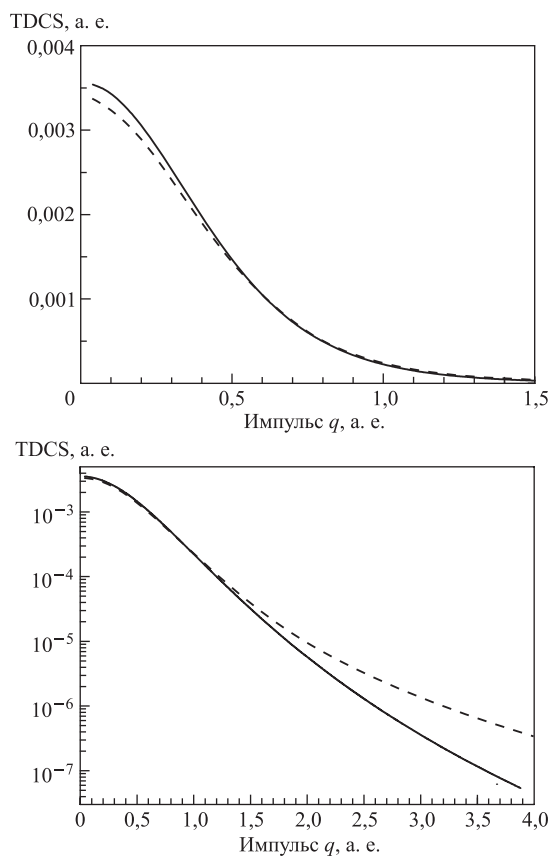 TDCS, а. е.
0,004
0,003
0,002
0,001
0 0,5 1,0 1,5
Импульс q, а. е.
TDCS, а. е.
10⁻³
10⁻⁴
10⁻⁵
10⁻⁶
10⁻⁷
0 0,5 1,0 1,5 2,0 2,5 3,0 3,5 4,0
Импульс q, а. е.